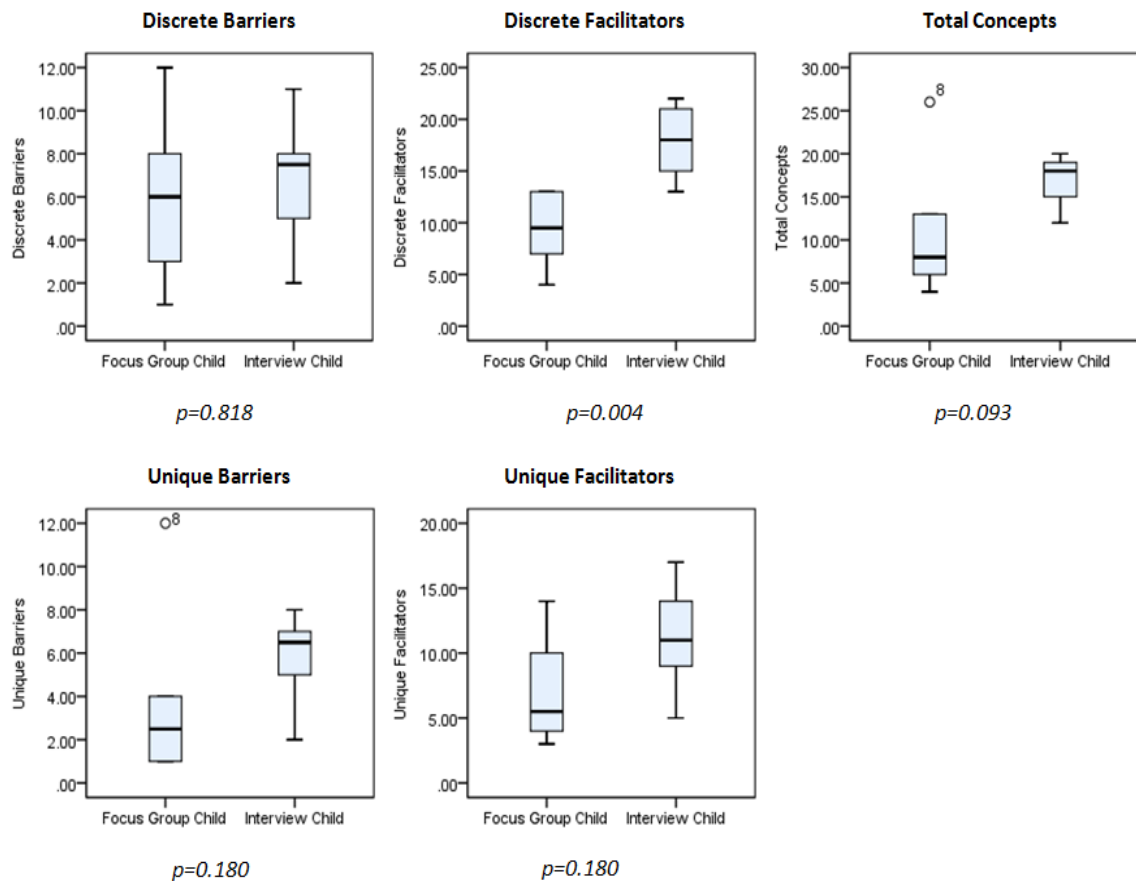 Discrete Barriers
12.00
10.00
8.00
6.00
4.00
2.00
.00
Discrete Barriers
Focus Group Child
Interview Child
p=0.818
Discrete Facilitators
25.00
20.00
15.00
10.00
5.00
.00
Discrete Facilitators
Focus Group Child
Interview Child
p=0.004
Total Concepts
30.00
25.00
20.00
15.00
10.00
5.00
.00
Total Concepts
8
Focus Group Child
Interview Child
p=0.093
Unique Barriers
12.00
10.00
8.00
6.00
4.00
2.00
.00
Unique Barriers
8
Focus Group Child
Interview Child
p=0.180
Unique Facilitators
20.00
15.00
10.00
5.00
.00
Unique Facilitators
Focus Group Child
Interview Child
p=0.180